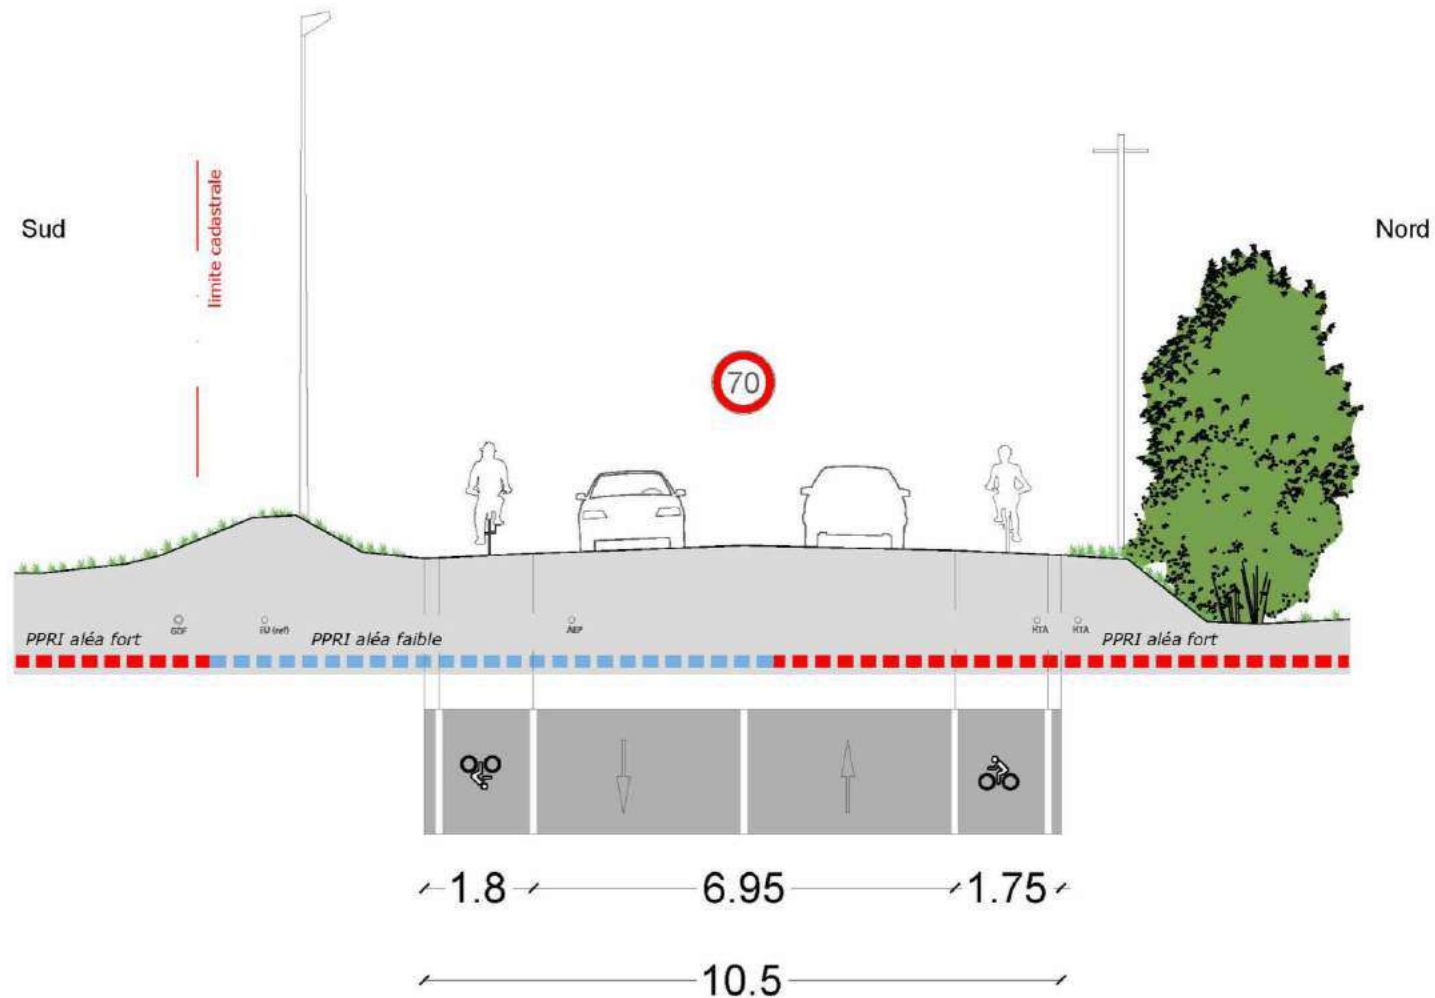 limite cadastrale
Sud
Nord
70
GDF
EU (ref)
AEP
HTA
HTA
PPRI aléa fort
PPRI aléa faible
PPRI aléa fort
1.8
6.95
1.75
10.5